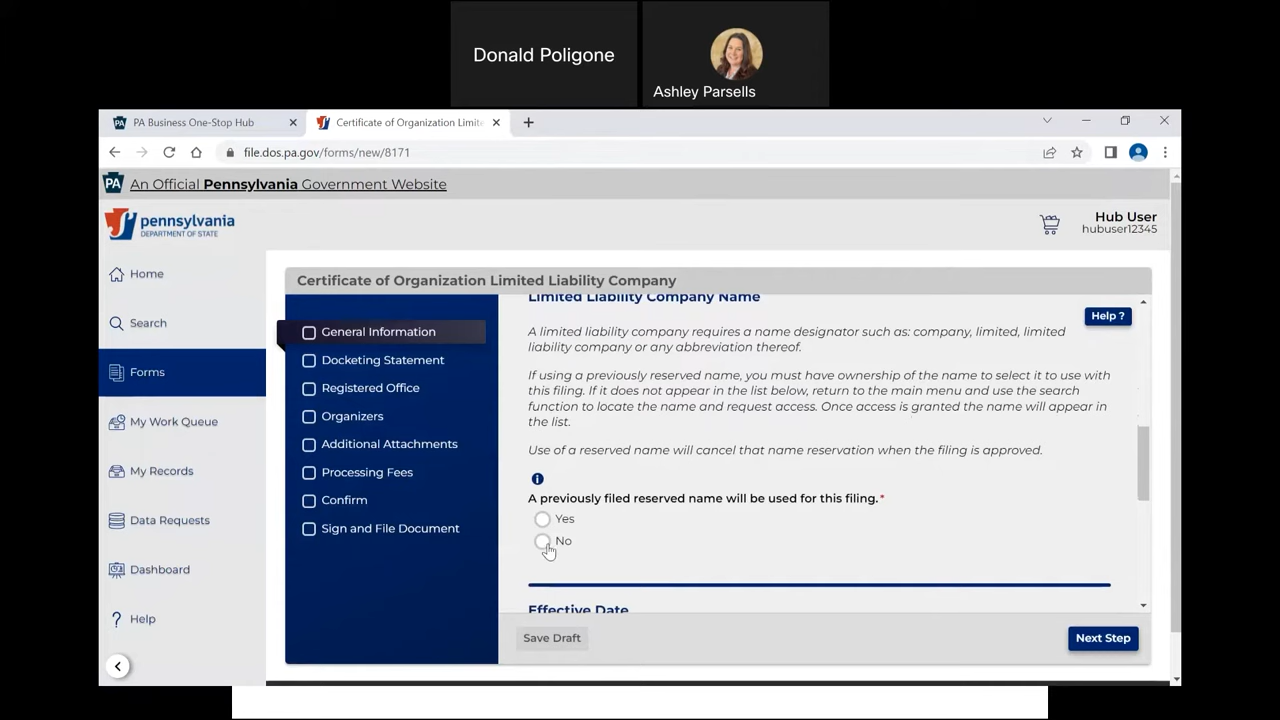 Donald Poligone
Ashley Parsells
PA Business One-Stop Hub
Certificate of Organization Limite
file.dos.pa.gov/forms/new/8171
PA An Official Pennsylvania Government Website
pennsylvania
DEPARTMENT OF STATE
Hub User
hubuser12345
Home
Search
Forms
My Work Queue
My Records
Data Requests
Dashboard
Help
Certificate of Organization Limited Liability Company
General Information
Docketing Statement
Registered Office
Organizers
Additional Attachments
Processing Fees
Confirm
Sign and File Document
Limited Liability Company Name
Help ?
A limited liability company requires a name designator such as: company, limited, limited
liability company or any abbreviation thereof.
If using a previously reserved name, you must have ownership of the name to select it to use with
this filing. If it does not appear in the list below, return to the main menu and use the search
function to locate the name and request access. Once access is granted the name will appear in
the list.
Use of a reserved name will cancel that name reservation when the filing is approved.
A previously filed reserved name will be used for this filing.*
Yes
No
Effective Date
Save Draft
Next Step